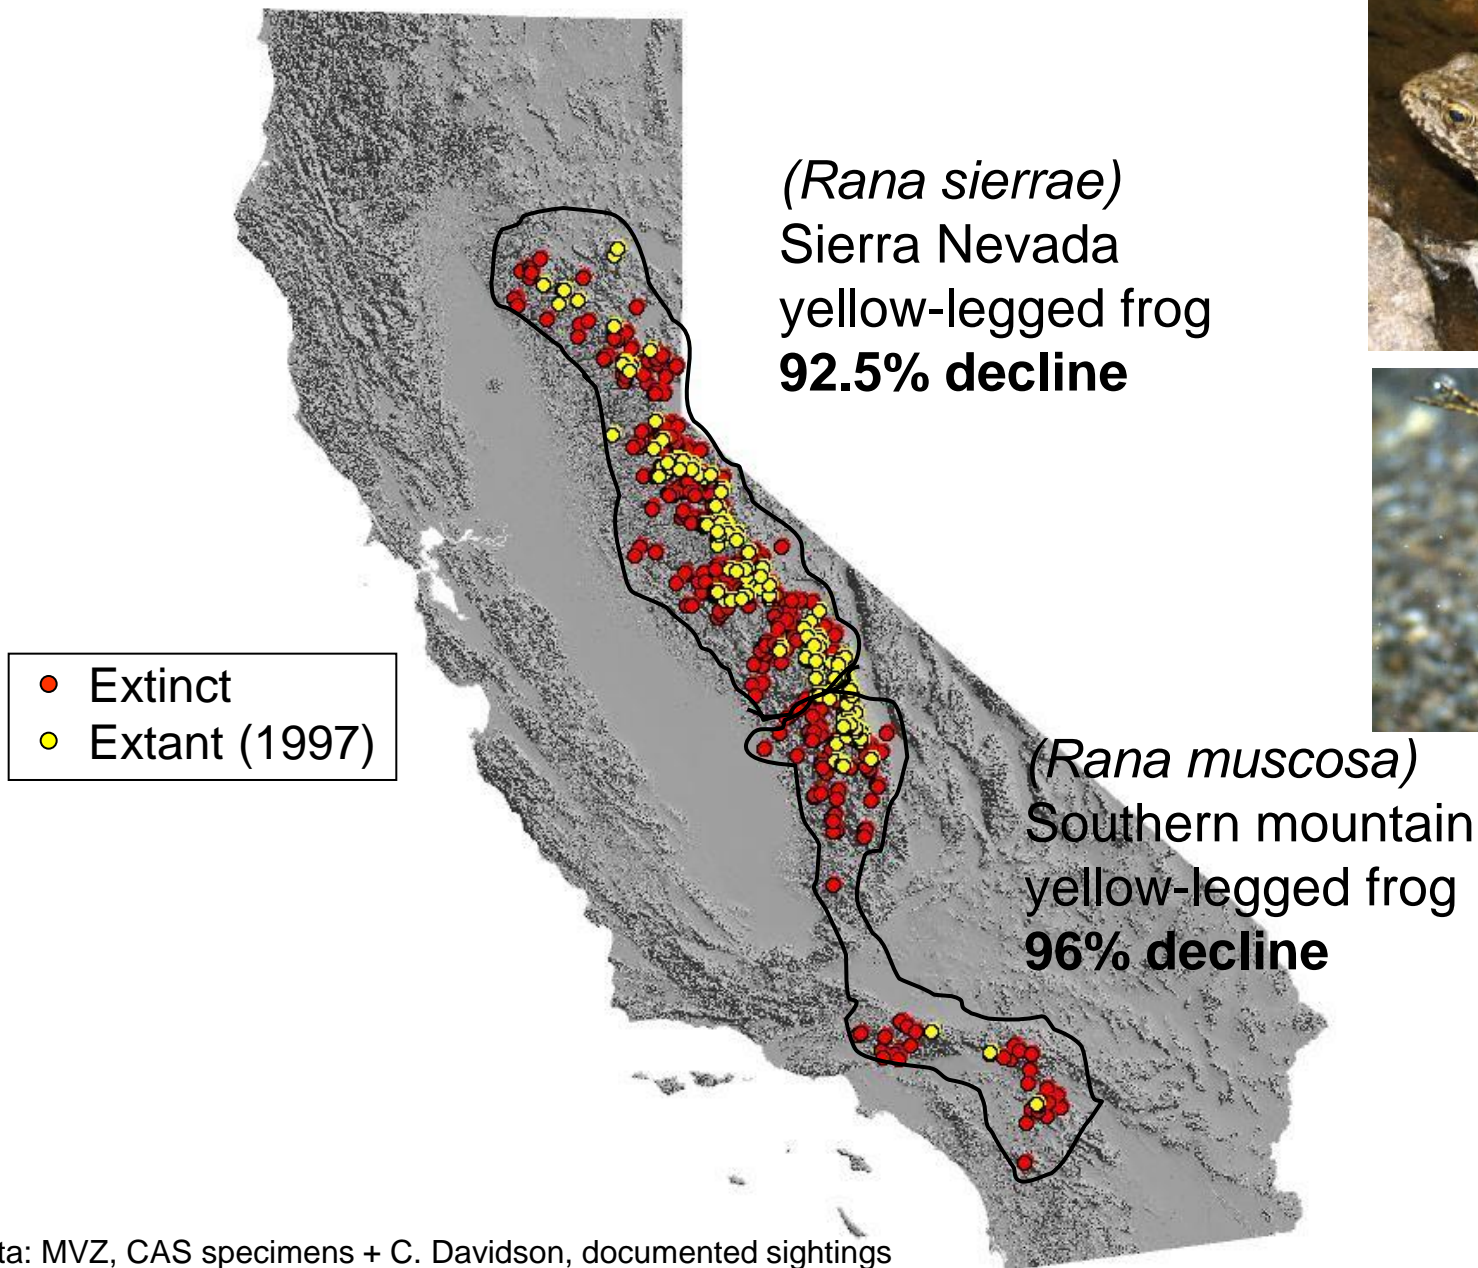 (Rana sierrae)
Sierra Nevada
yellow-legged frog
92.5% decline
Extinct
Extant (1997)
(Rana muscosa)
Southern mountain
yellow-legged frog
96% decline
ta: MVZ, CAS specimens + C. Davidson, documented sightings